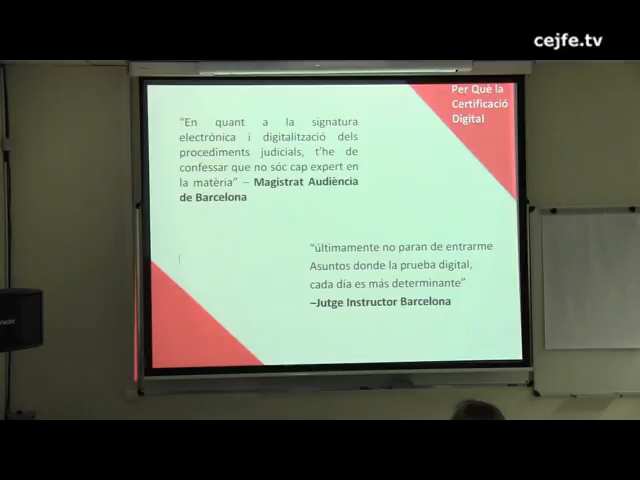 cejfe.tv
Per Què la
Certificació
Digital
“En quant a la signatura
electrònica i digitalització dels
procediments judicials, t’he de
confessar que no sóc cap expert en
la matèria” – Magistrat Audiència
de Barcelona
“últimamente no paran de entrarme
Asuntos donde la prueba digital,
cada día es más determinante”
–Jutge Instructor Barcelona